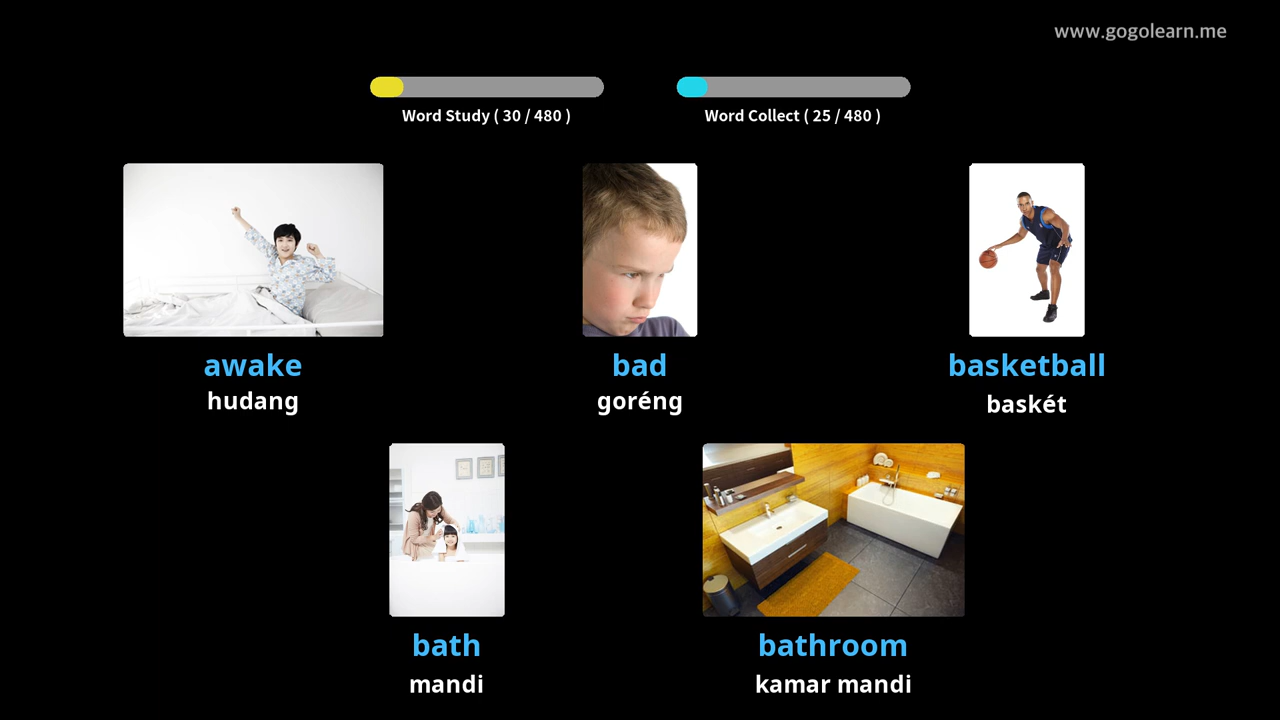 www.gogolearn.me
Word Study ( 30 / 480 )
Word Collect ( 25 / 480 )
awake
hudang
bad
goréng
basketball
baskét
bath
mandi
bathroom
kamar mandi